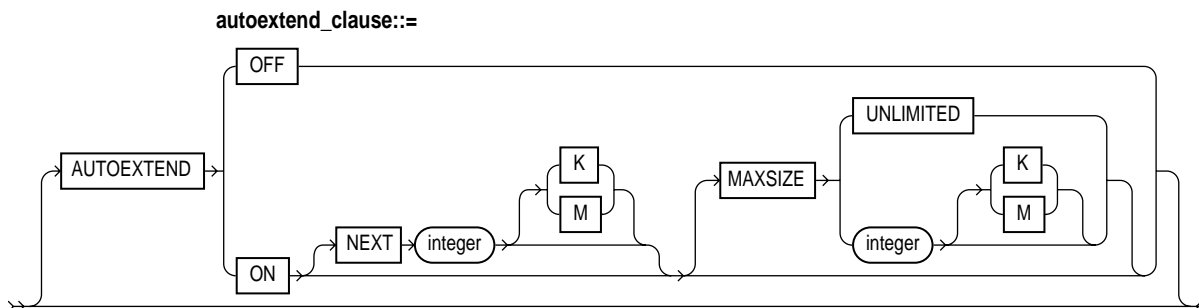 autoextend_clause::=
OFF
UNLIMITED
AUTOEXTEND K MAXSIZE K
M M
NEXT integer integer
ON